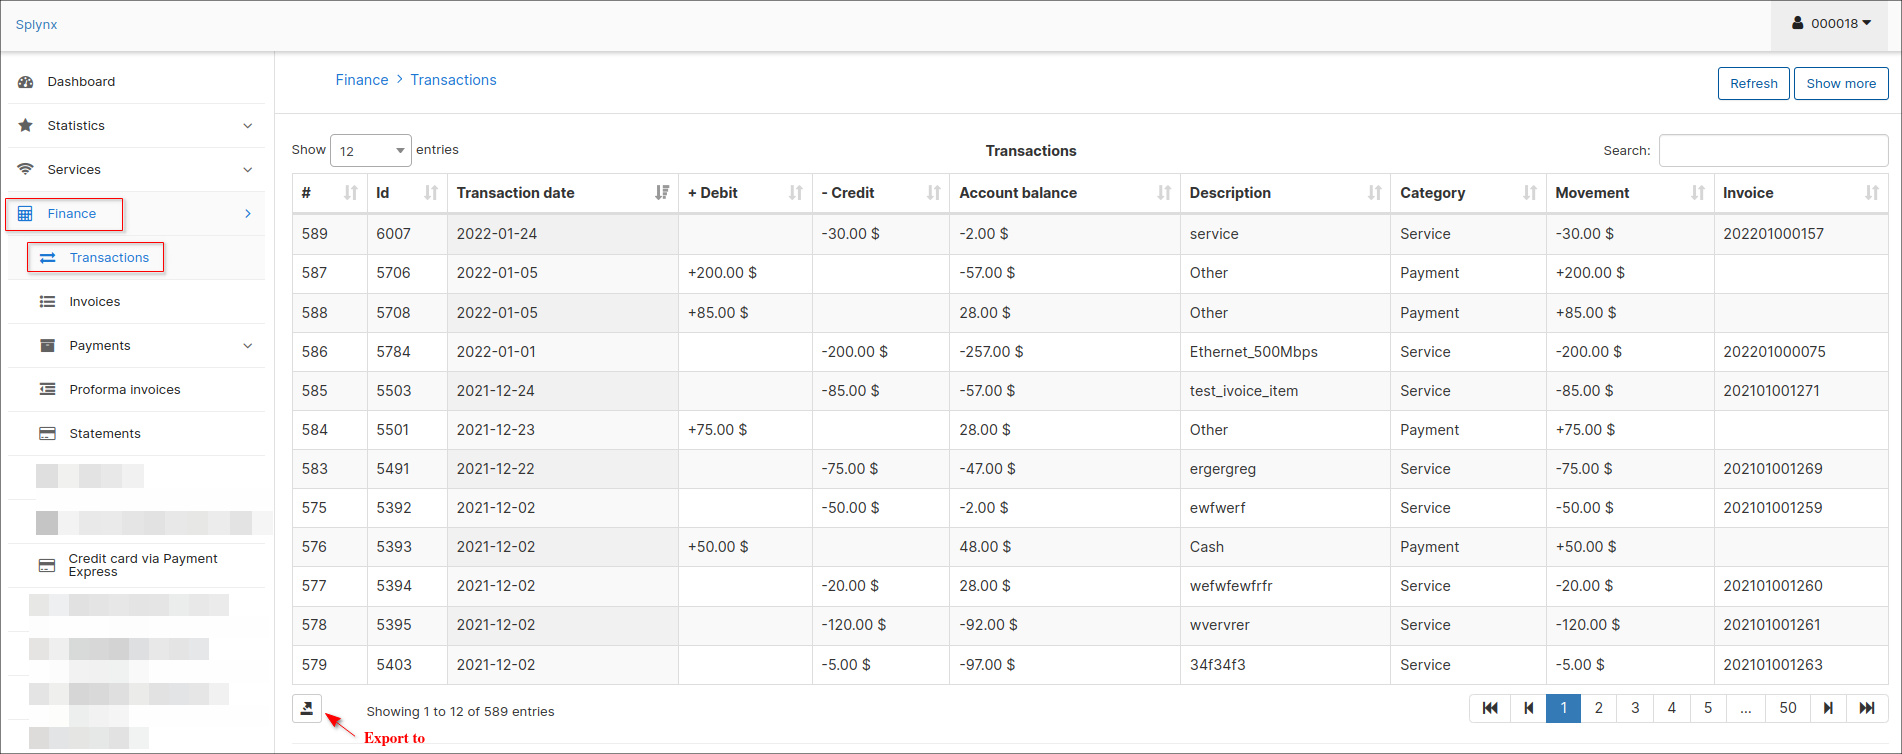 Splynx
000018
Dashboard
Statistics
Services
Finance
Transactions
Invoices
Payments
Proforma invoices
Statements
Credit card via Payment
Express
Finance > Transactions
Refresh Show more
Show 12 entries
Transactions
Search:
# Id Transaction date + Debit - Credit Account balance Description Category Movement Invoice
589 6007 2022-01-24 -30.00 $ -2.00 $ service Service -30.00 $ 202201000157
587 5706 2022-01-05 +200.00 $ -57.00 $ Other Payment +200.00 $
588 5708 2022-01-05 +85.00 $ 28.00 $ Other Payment +85.00 $
586 5784 2022-01-01 -200.00 $ -257.00 $ Ethernet_500Mbps Service -200.00 $ 202201000075
585 5503 2021-12-24 -85.00 $ -57.00 $ test_ivoice_item Service -85.00 $ 202101001271
584 5501 2021-12-23 +75.00 $ 28.00 $ Other Payment +75.00 $
583 5491 2021-12-22 -75.00 $ -47.00 $ ergergreg Service -75.00 $ 202101001269
575 5392 2021-12-02 -50.00 $ -2.00 $ ewfwerf Service -50.00 $ 202101001259
576 5393 2021-12-02 +50.00 $ 48.00 $ Cash Payment +50.00 $
577 5394 2021-12-02 -20.00 $ 28.00 $ wefwfewfrfr Service -20.00 $ 202101001260
578 5395 2021-12-02 -120.00 $ -92.00 $ wvervrer Service -120.00 $ 202101001261
579 5403 2021-12-02 -5.00 $ -97.00 $ 34f34f3 Service -5.00 $ 202101001263
Showing 1 to 12 of 589 entries
1 2 3 4 5 ... 50
Export to